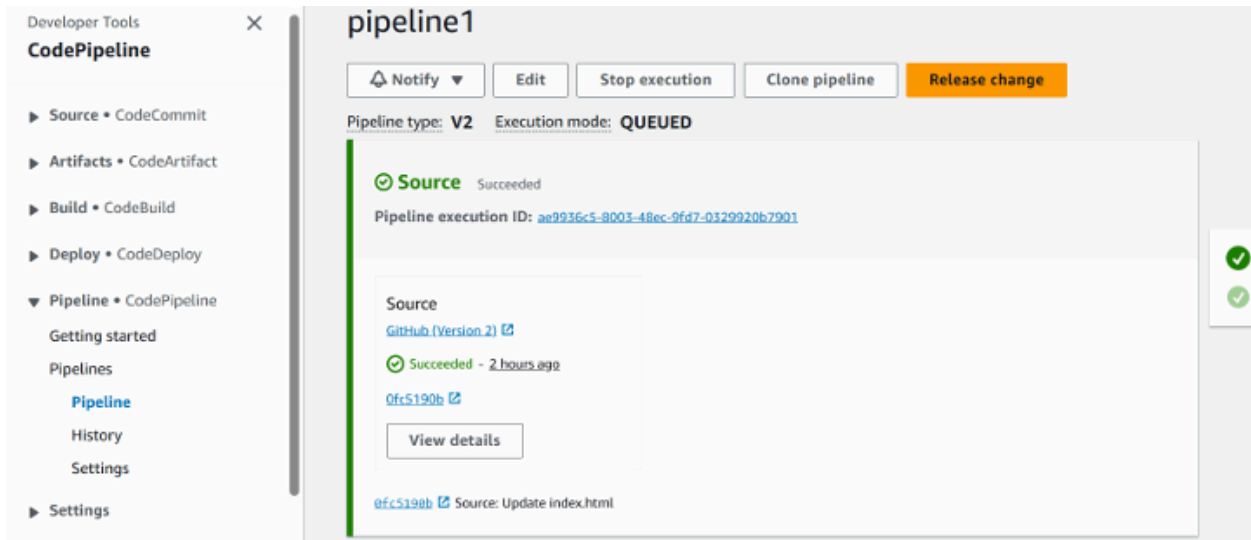 Developer Tools
CodePipeline
Source • CodeCommit
Artifacts • CodeArtifact
Build • CodeBuild
Deploy • CodeDeploy
Pipeline • CodePipeline
Getting started
Pipelines
Pipeline
History
Settings
Settings
pipeline1
Notify
Edit
Stop execution
Clone pipeline
Release change
Pipeline type: V2 Execution mode: QUEUED
Source Succeeded
Pipeline execution ID: ae9936c5-8003-48ec-9fd7-0329920b7901
Source
GitHub (Version 2)
Succeeded - 2 hours ago
0fc5190b
View details
0fc5190b Source: Update index.html